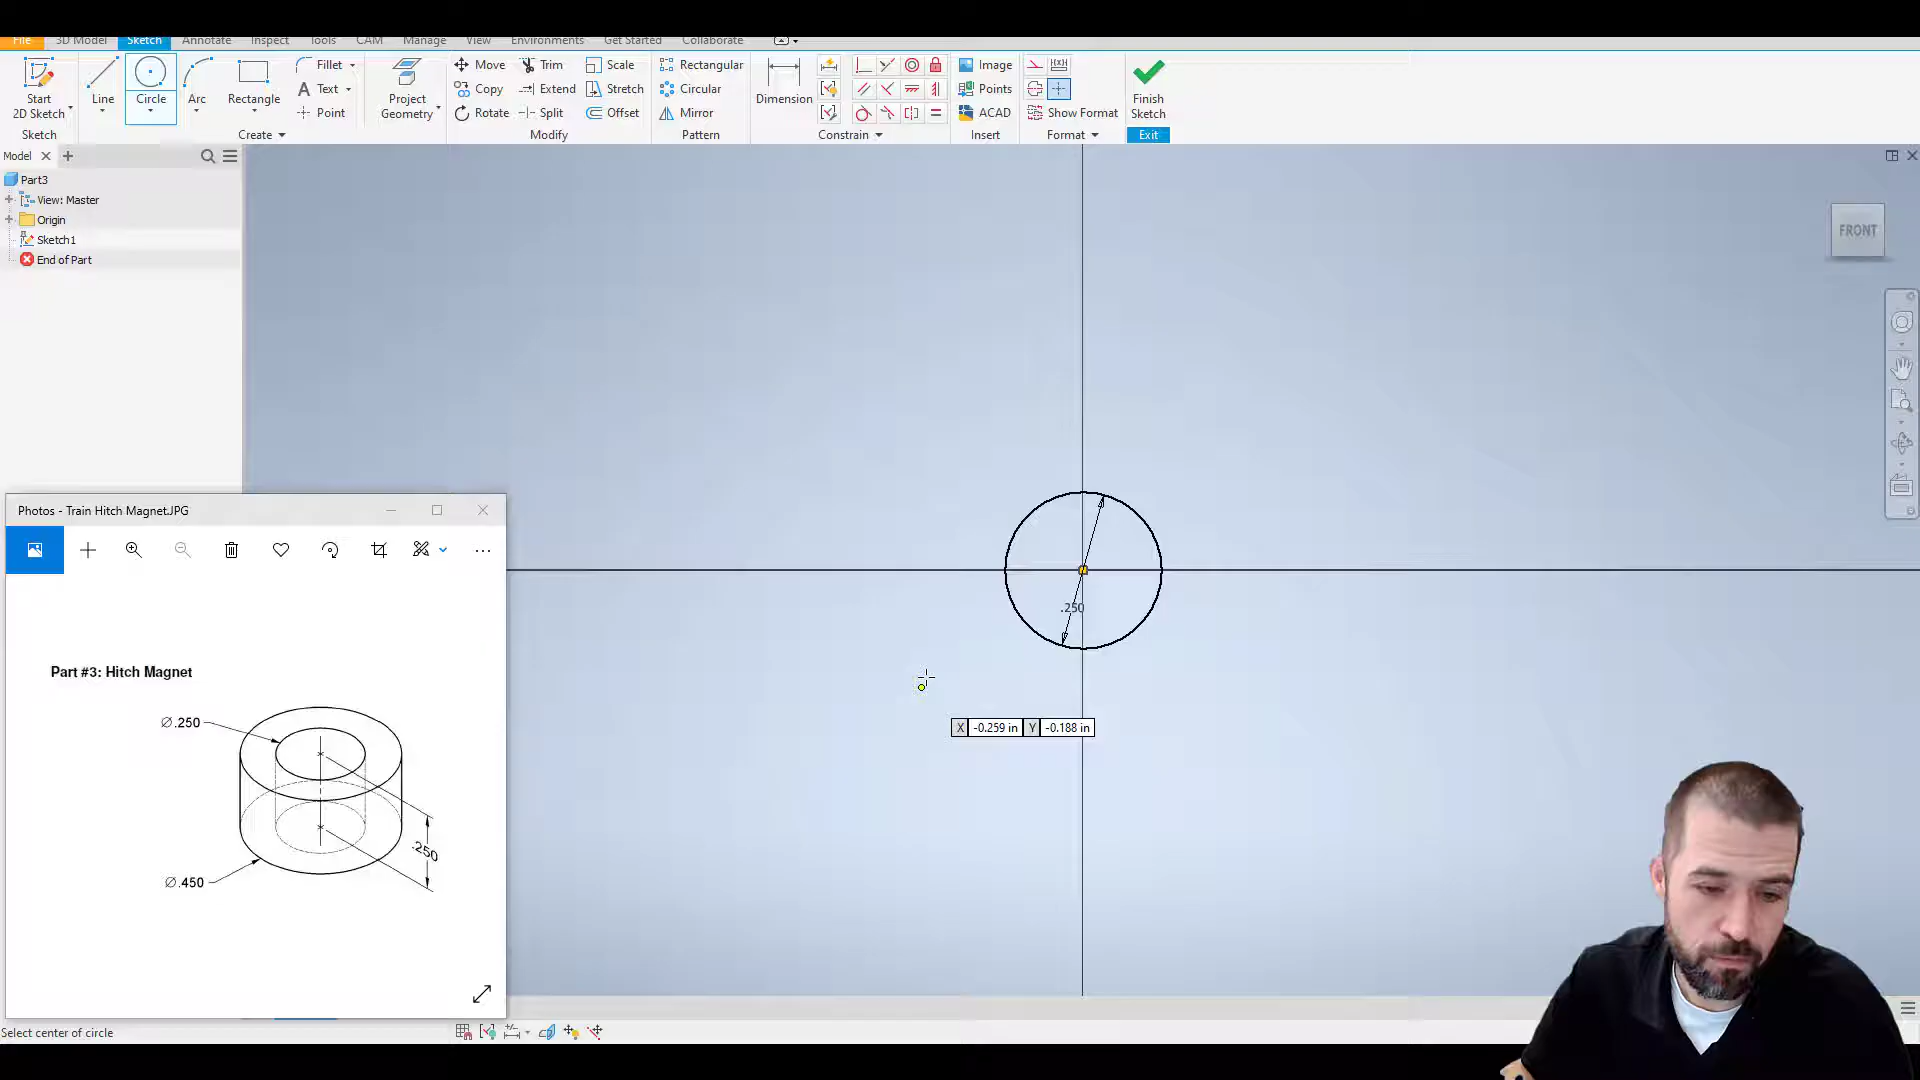 File 3D Model Sketch Annotate Inspect Tools CAM Manage View Environments Get Started Collaborate
Start 2D Sketch
Line
Circle
Arc
Rectangle
Fillet
Text
Point
Project Geometry
Move
Copy
Rotate
Trim
Extend
Split
Scale
Stretch
Offset
Rectangular
Circular
Mirror
Dimension
Image
Points
ACAD
Show Format
Finish Sketch
Sketch Create Modify Pattern Constrain Insert Format Exit
Model
Part3
View: Master
Origin
Sketch1
End of Part
FRONT
.250
X -0.259 in Y -0.188 in
Photos - Train Hitch Magnet.JPG
Part #3: Hitch Magnet
∅.250
.250
∅.450
Select center of circle